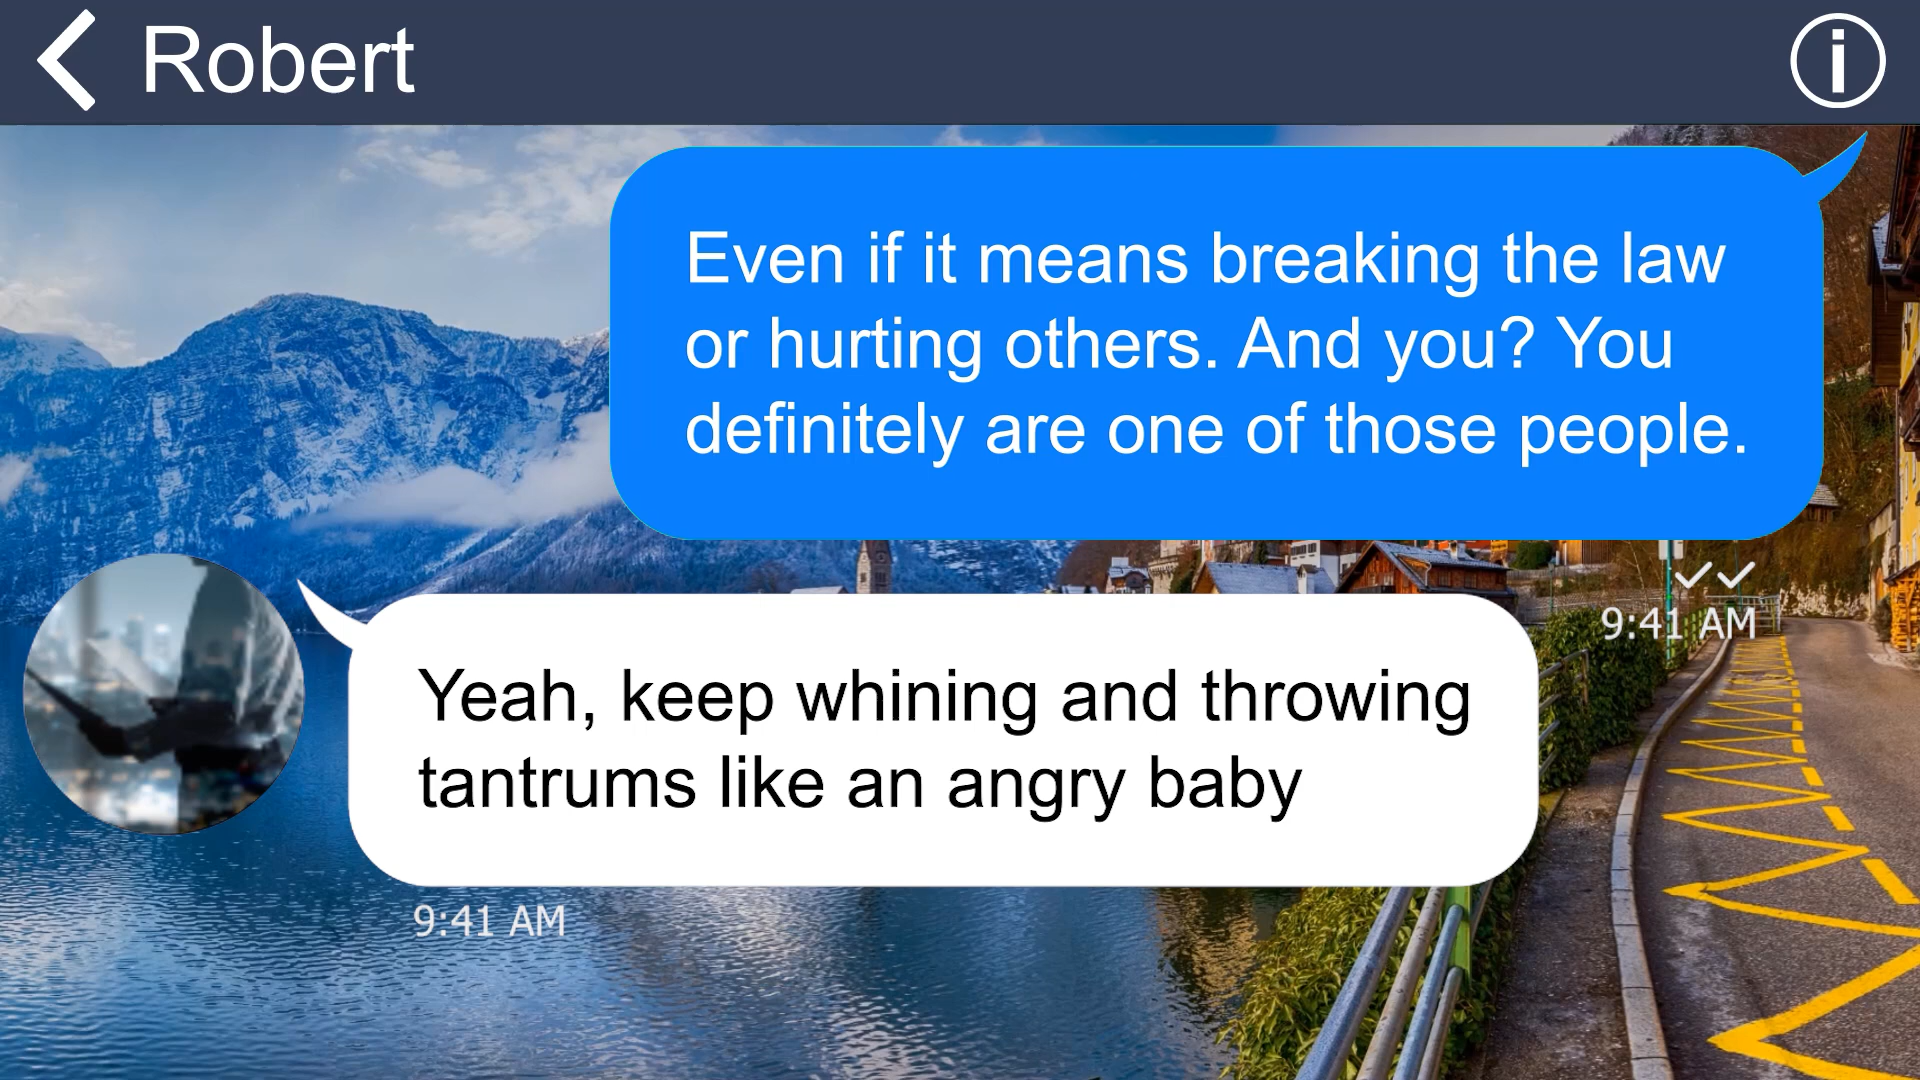 Robert
Even if it means breaking the law
or hurting others. And you? You
definitely are one of those people.
9:41 AM
Yeah, keep whining and throwing
tantrums like an angry baby
9:41 AM